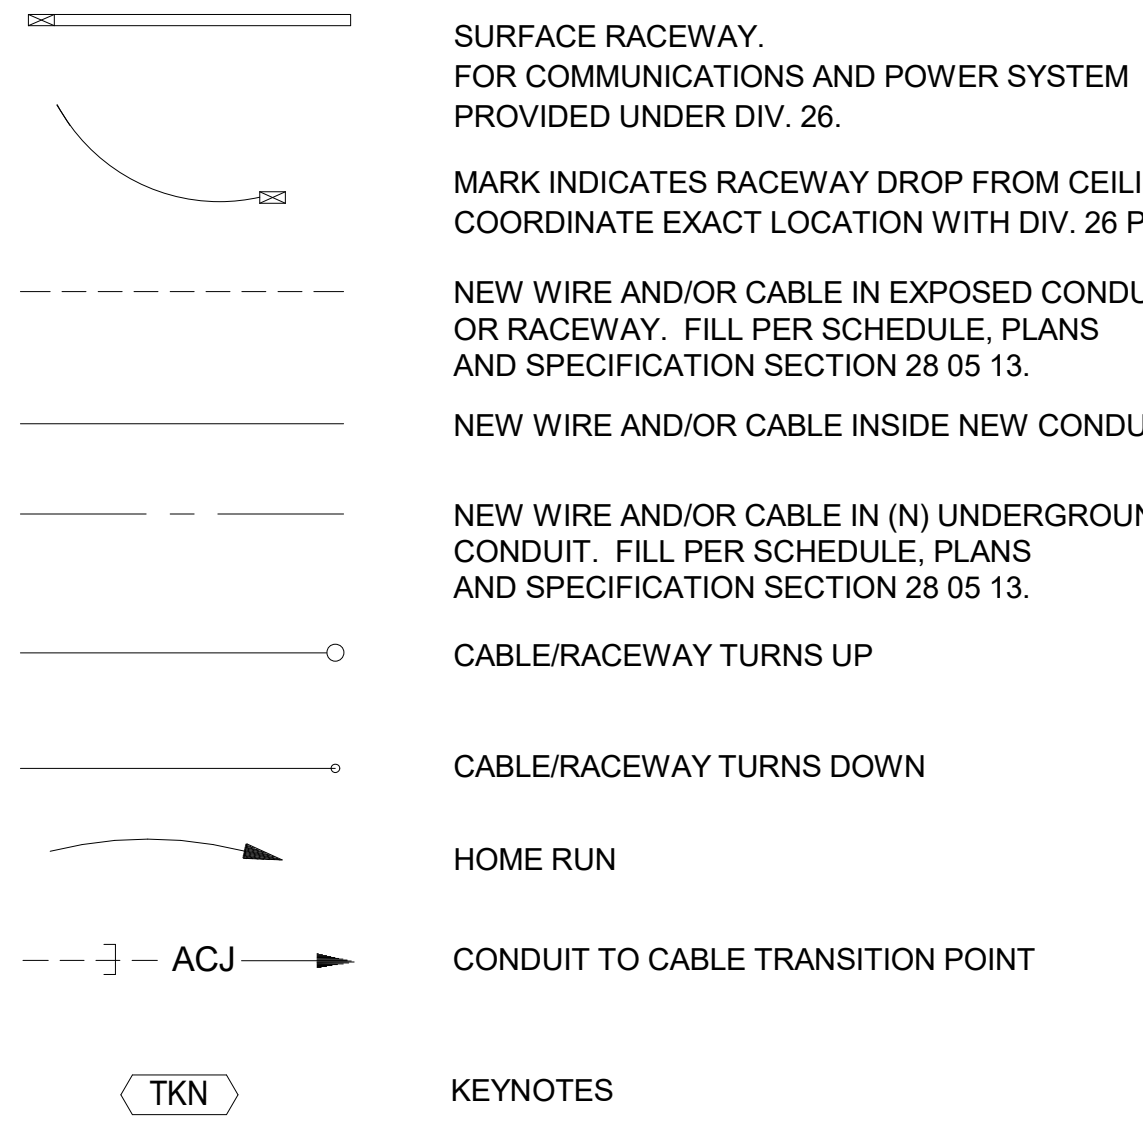 SURFACE RACEWAY.
FOR COMMUNICATIONS AND POWER SYSTEM
PROVIDED UNDER DIV. 26.
MARK INDICATES RACEWAY DROP FROM
COORDINATE EXACT LOCATION WITH DIV. 26
NEW WIRE AND/OR CABLE IN EXPOSED
OR RACEWAY. FILL PER SCHEDULE, PLANS
AND SPECIFICATION SECTION 28 05 13.
NEW WIRE AND/OR CABLE INSIDE NEW
NEW WIRE AND/OR CABLE IN (N)
CONDUIT. FILL PER SCHEDULE, PLANS
AND SPECIFICATION SECTION 28 05 13.
CABLE/RACEWAY TURNS UP
CABLE/RACEWAY TURNS DOWN
HOME RUN
ACJ CONDUIT TO CABLE TRANSITION POINT
TKN KEYNOTES